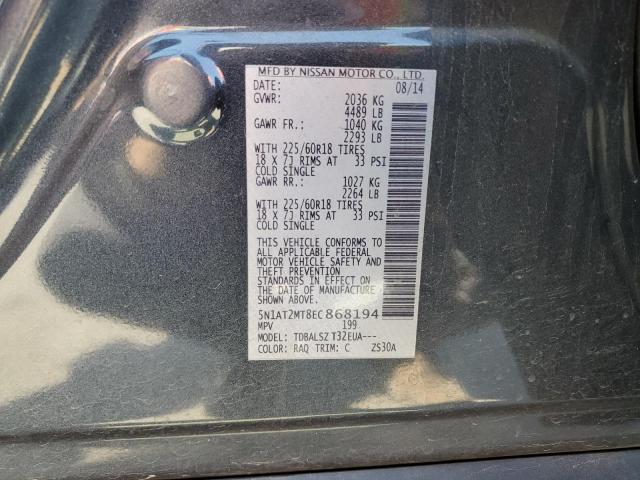 MFD BY NISSAN MOTOR CO., LTD.
DATE: 08/14
GVWR: 2036 KG
4489 LB
GAWR FR.: 1040 KG
2293 LB
WITH 225/60R18 TIRES
18 X 7J RIMS AT 33 PSI
COLD SINGLE
GAWR RR.: 1027 KG
2264 LB
WITH 225/60R18 TIRES
18 X 7J RIMS AT 33 PSI
COLD SINGLE
THIS VEHICLE CONFORMS TO
ALL APPLICABLE FEDERAL
MOTOR VEHICLE SAFETY AND
THEFT PREVENTION
STANDARDS IN EFFECT ON THE
DATE OF MANUFACTURE SHOWN
ABOVE.
5N1AT2MT8EC868194
MPV 199
MODEL: TDBALSZ T32EUA---
COLOR: RAQ TRIM: C ZS30A